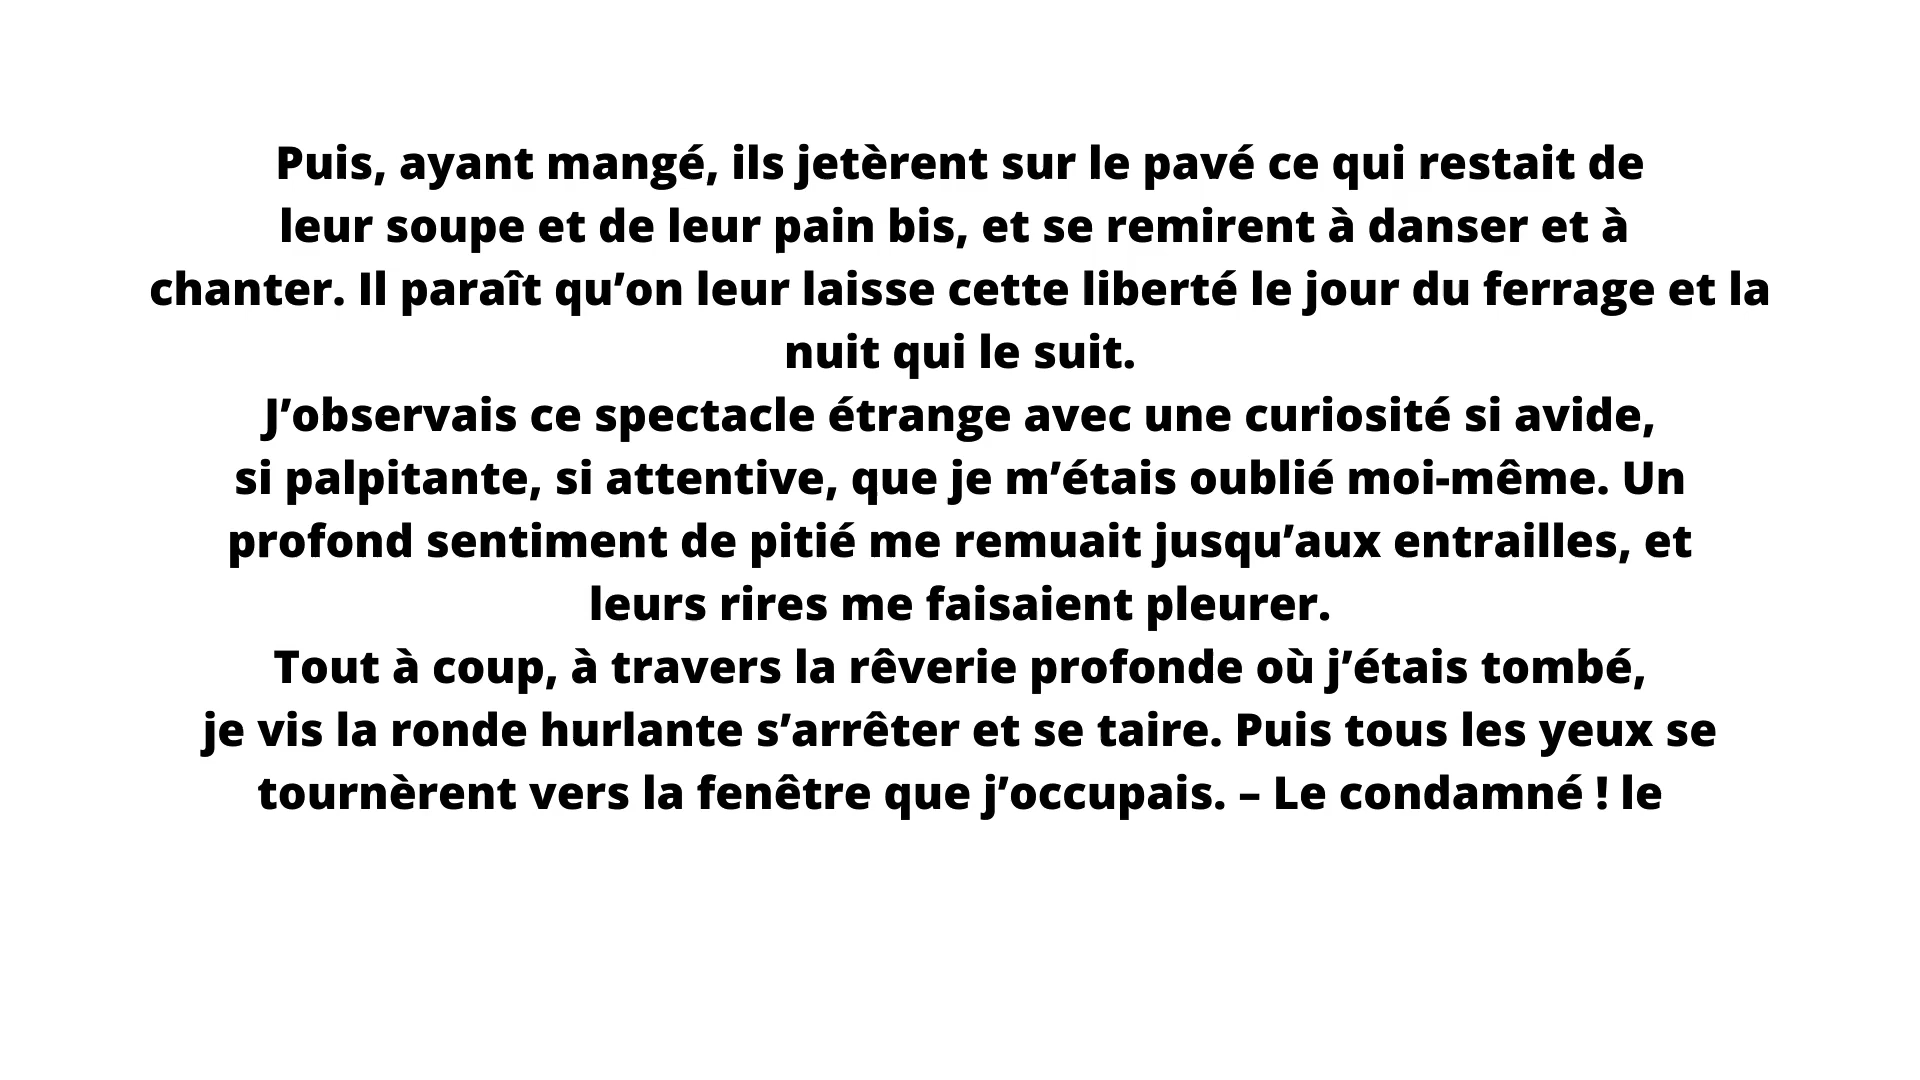 Puis, ayant mangé, ils jetèrent sur le pavé ce qui restait de
leur soupe et de leur pain bis, et se remirent à danser et à
chanter. Il paraît qu’on leur laisse cette liberté le jour du ferrage et la
nuit qui le suit.
J’observais ce spectacle étrange avec une curiosité si avide,
si palpitante, si attentive, que je m’étais oublié moi-même. Un
profond sentiment de pitié me remuait jusqu’aux entrailles, et
leurs rires me faisaient pleurer.
Tout à coup, à travers la rêverie profonde où j’étais tombé,
je vis la ronde hurlante s’arrêter et se taire. Puis tous les yeux se
tournèrent vers la fenêtre que j’occupais. – Le condamné ! le